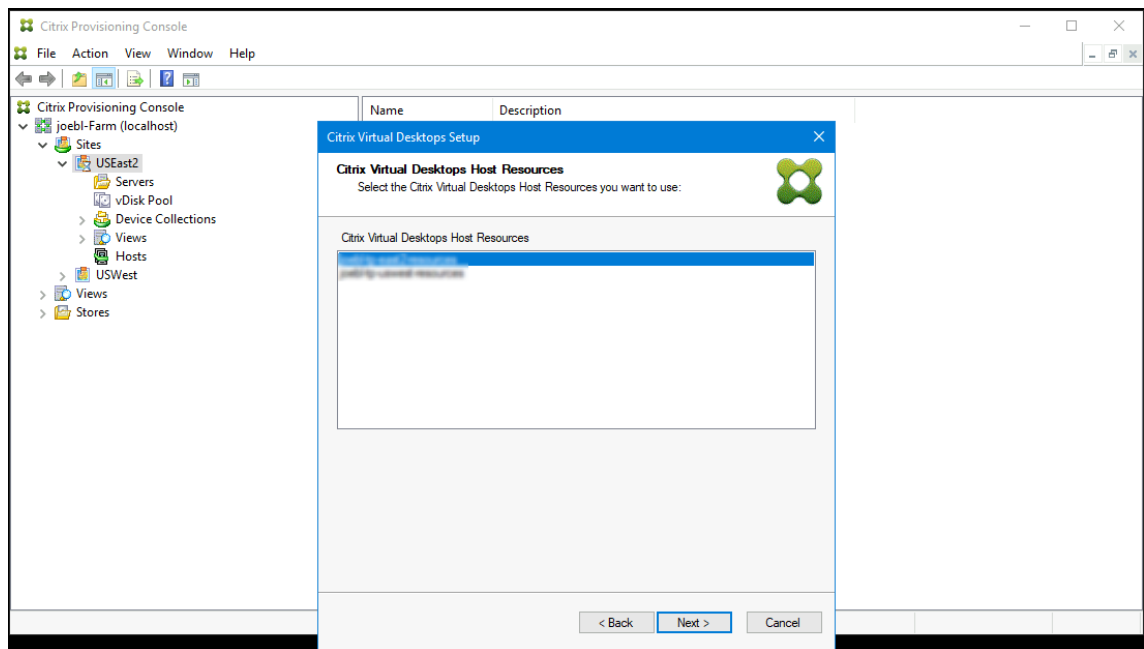 Citrix Provisioning Console
File Action View Window Help
Citrix Provisioning Console
joebl-Farm (localhost)
Sites
USEast2
Servers
vDisk Pool
Device Collections
Views
Hosts
USWest
Views
Stores
Name Description
Citrix Virtual Desktops Setup
Citrix Virtual Desktops Host Resources
Select the Citrix Virtual Desktops Host Resources you want to use:
Citrix Virtual Desktops Host Resources
< Back Next > Cancel